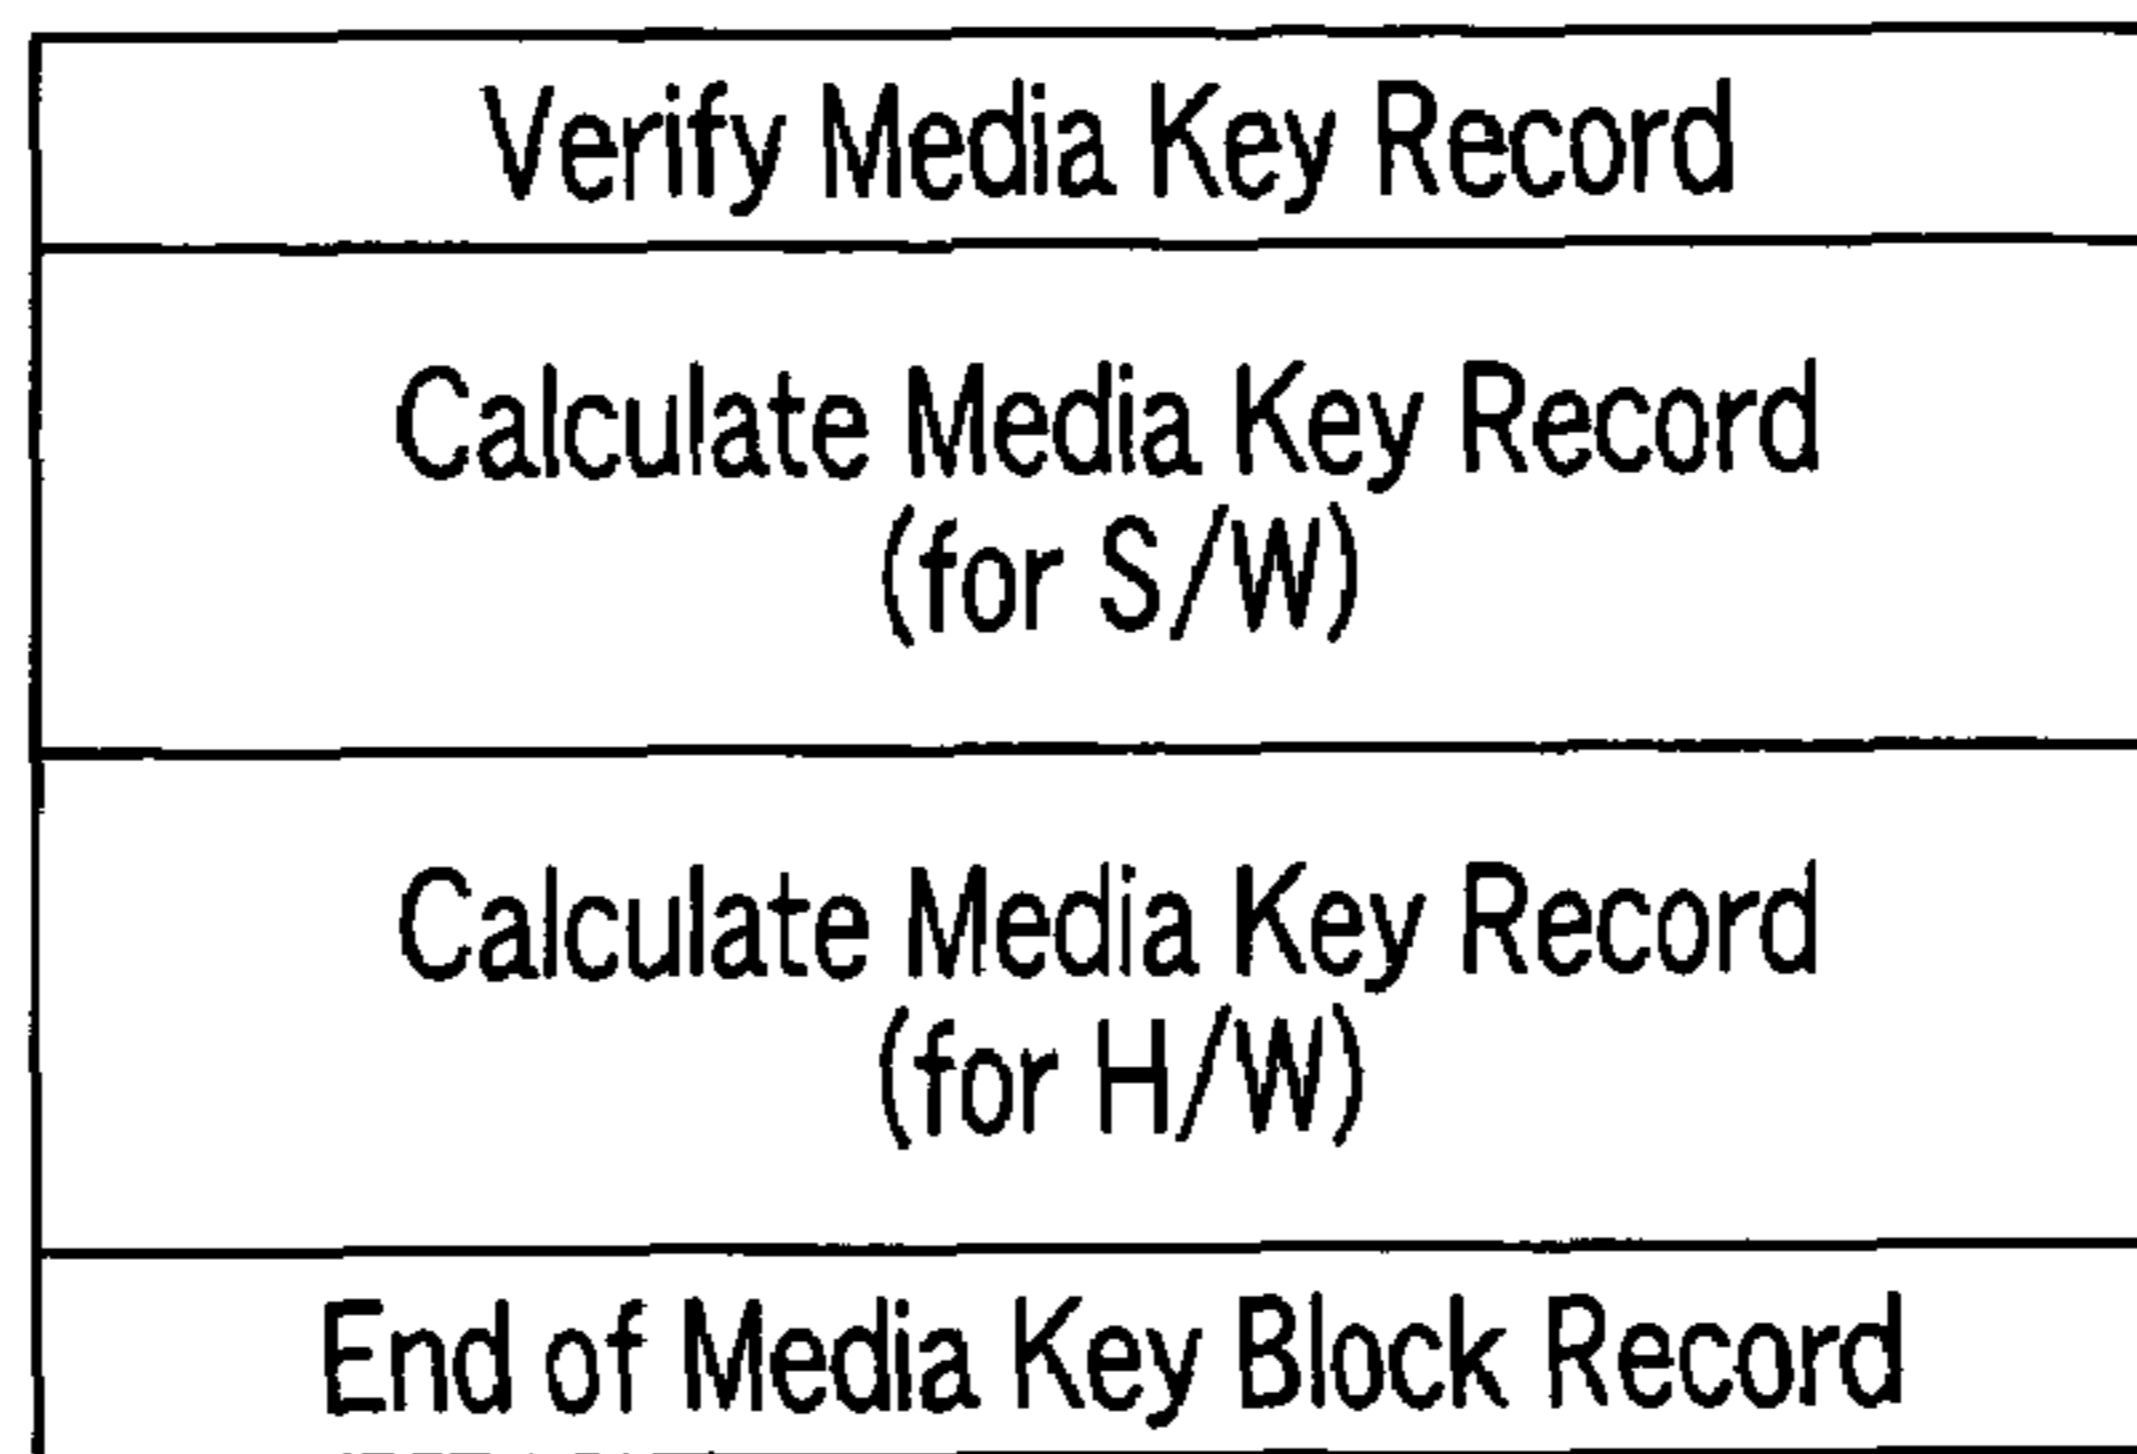 Verify Media Key Record
Calculate Media Key Record
(for S/W)
Calculate Media Key Record
(for H/W)
End of Media Key Block Record